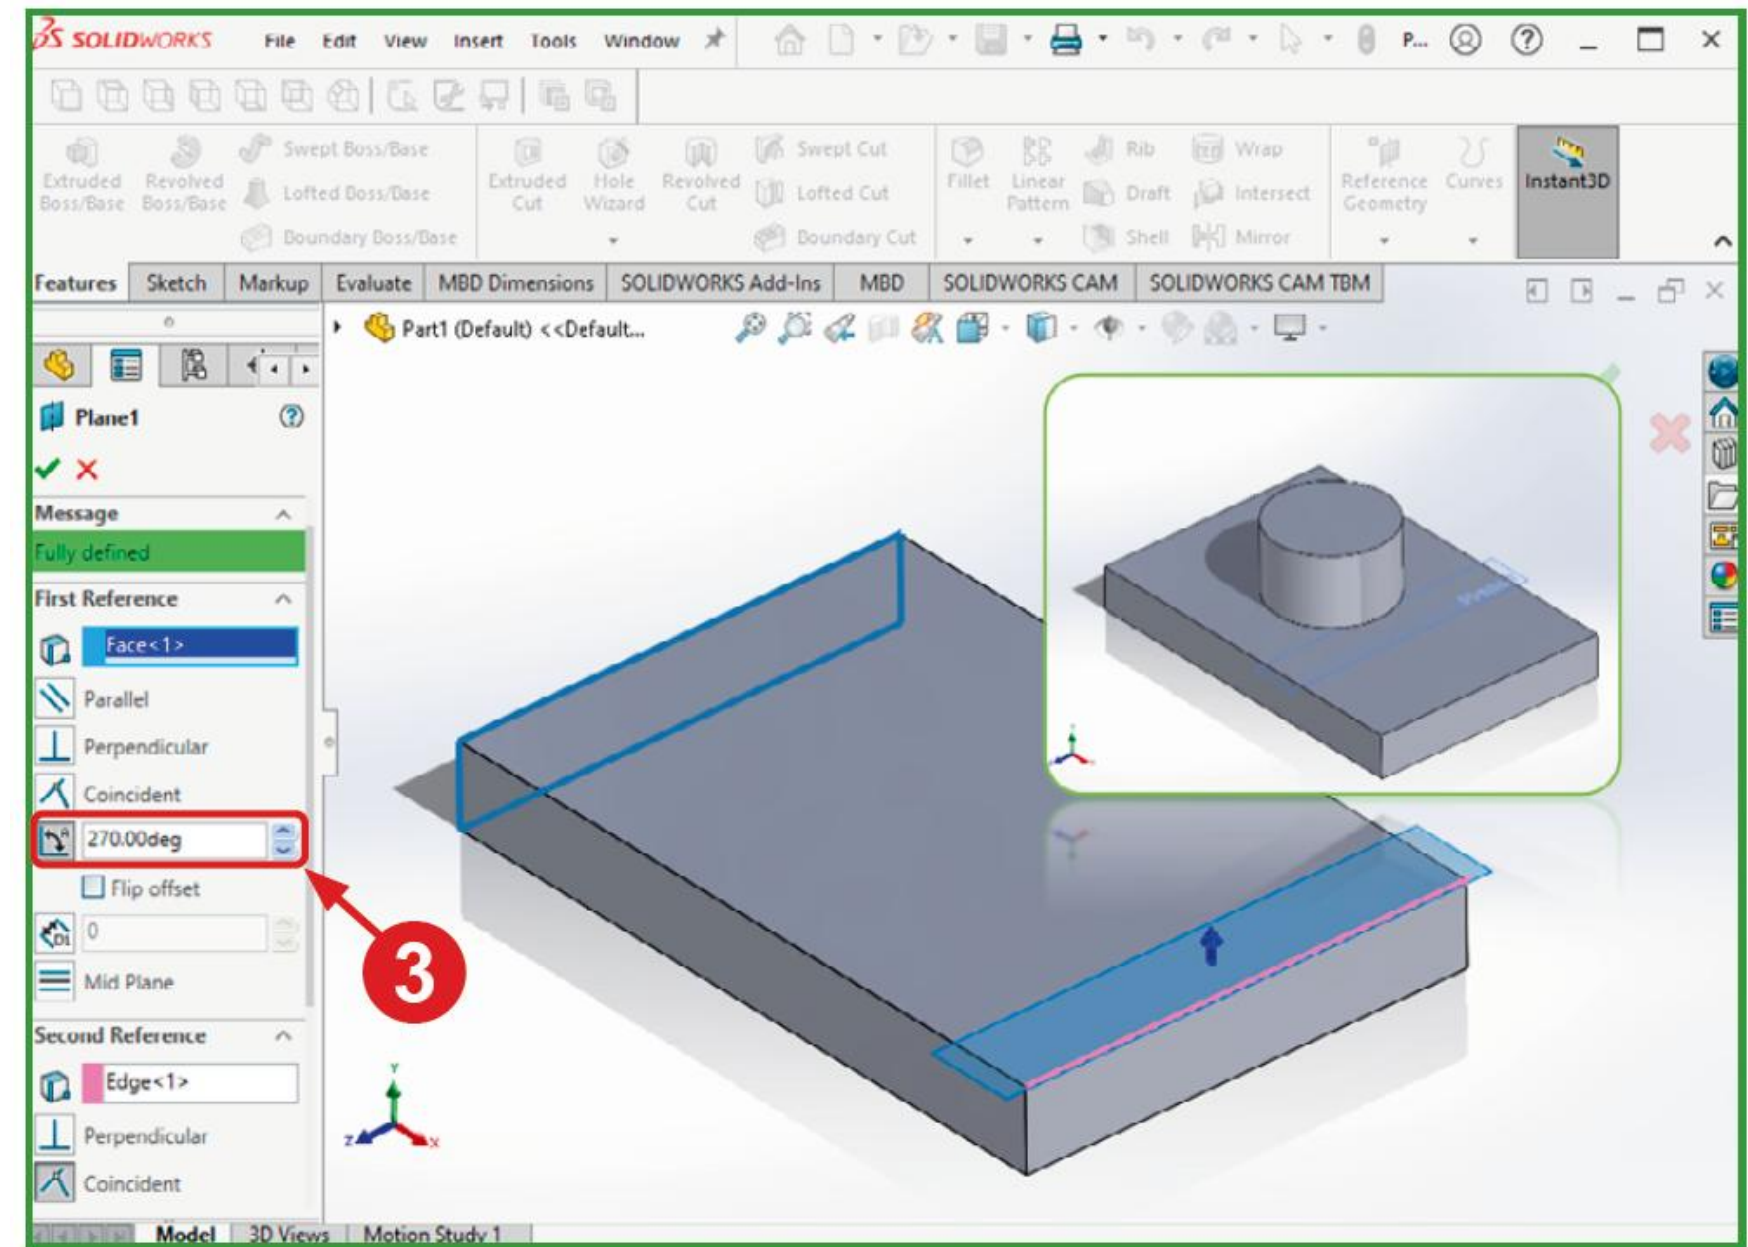 SOLIDWORKS File Edit View Insert Tools Window P...
Extruded Boss/Base
Revolved Boss/Base
Swept Boss/Base
Lofted Boss/Base
Boundary Boss/Base
Extruded Cut
Hole Wizard
Revolved Cut
Swept Cut
Lofted Cut
Boundary Cut
Fillet
Linear Pattern
Rib
Draft
Shell
Wrap
Intersect
Mirror
Reference Geometry
Curves
Instant3D
Features Sketch Markup Evaluate MBD Dimensions SOLIDWORKS Add-Ins MBD SOLIDWORKS CAM SOLIDWORKS CAM TBM
Part1 (Default) <<Default...
Plane1
Message
Fully defined
First Reference
Face<1>
Parallel
Perpendicular
Coincident
270.00deg
Flip offset
0
Mid Plane
Second Reference
Edge<1>
Perpendicular
Coincident
3
Y
Z
X
Model 3D Views Motion Study 1